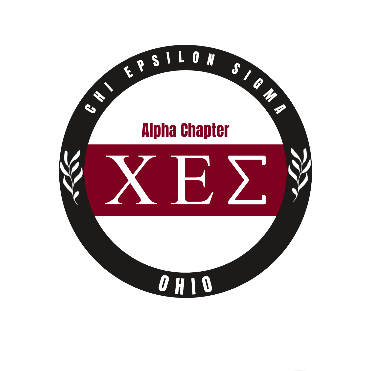 CHI EPSILON SIGMA
Alpha Chapter
ΧΕΣ
OHIO